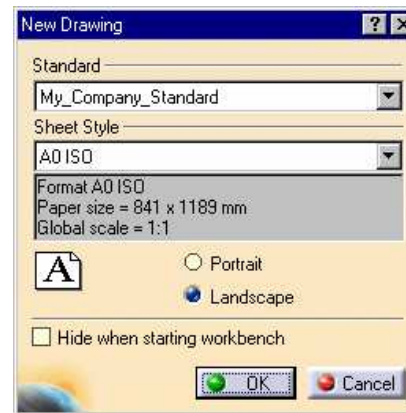 New Drawing
Standard
My_Company_Standard
Sheet Style
A0 ISO
Format A0 ISO
Paper size = 841 x 1189 mm
Global scale = 1:1
A
Portrait
Landscape
Hide when starting workbench
OK
Cancel